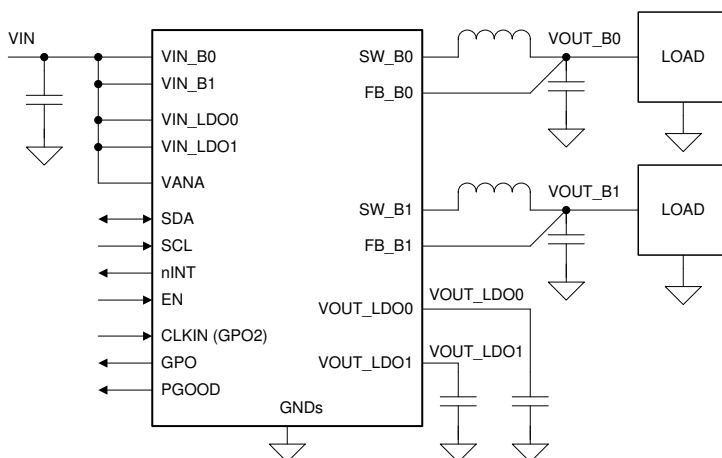 VIN
VIN_B0
VIN_B1
VIN_LDO0
VIN_LDO1
VANA
SDA
SCL
nINT
EN
CLKIN (GPO2)
GPO
PGOOD
GNDs
SW_B0
FB_B0
SW_B1
FB_B1
VOUT_LDO0
VOUT_LDO1
VOUT_B0
LOAD
VOUT_B1
LOAD
VOUT_LDO0
VOUT_LDO1